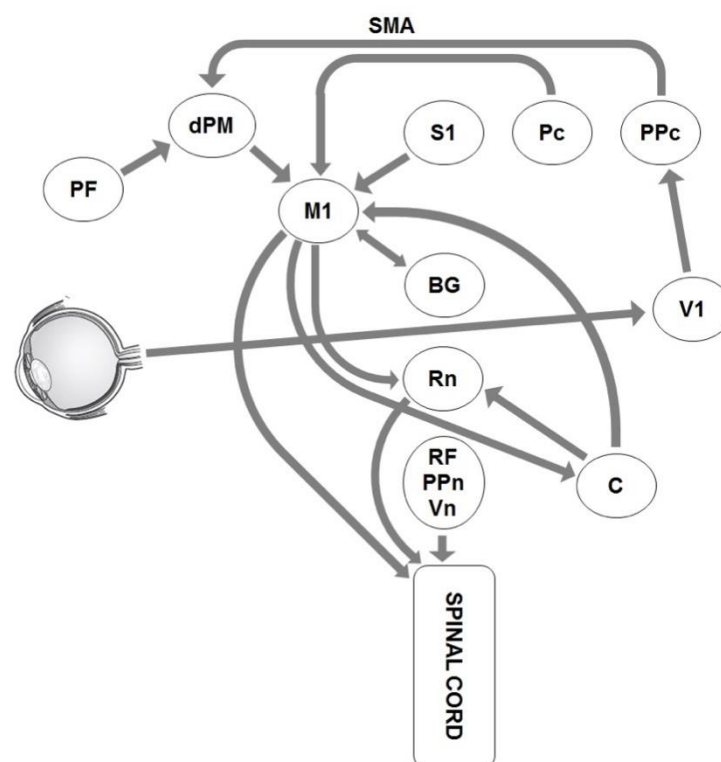 SMA
dPM
S1
Pc
PPc
PF
M1
BG
V1
Rn
RF
PPn
Vn
C
SPINAL CORD